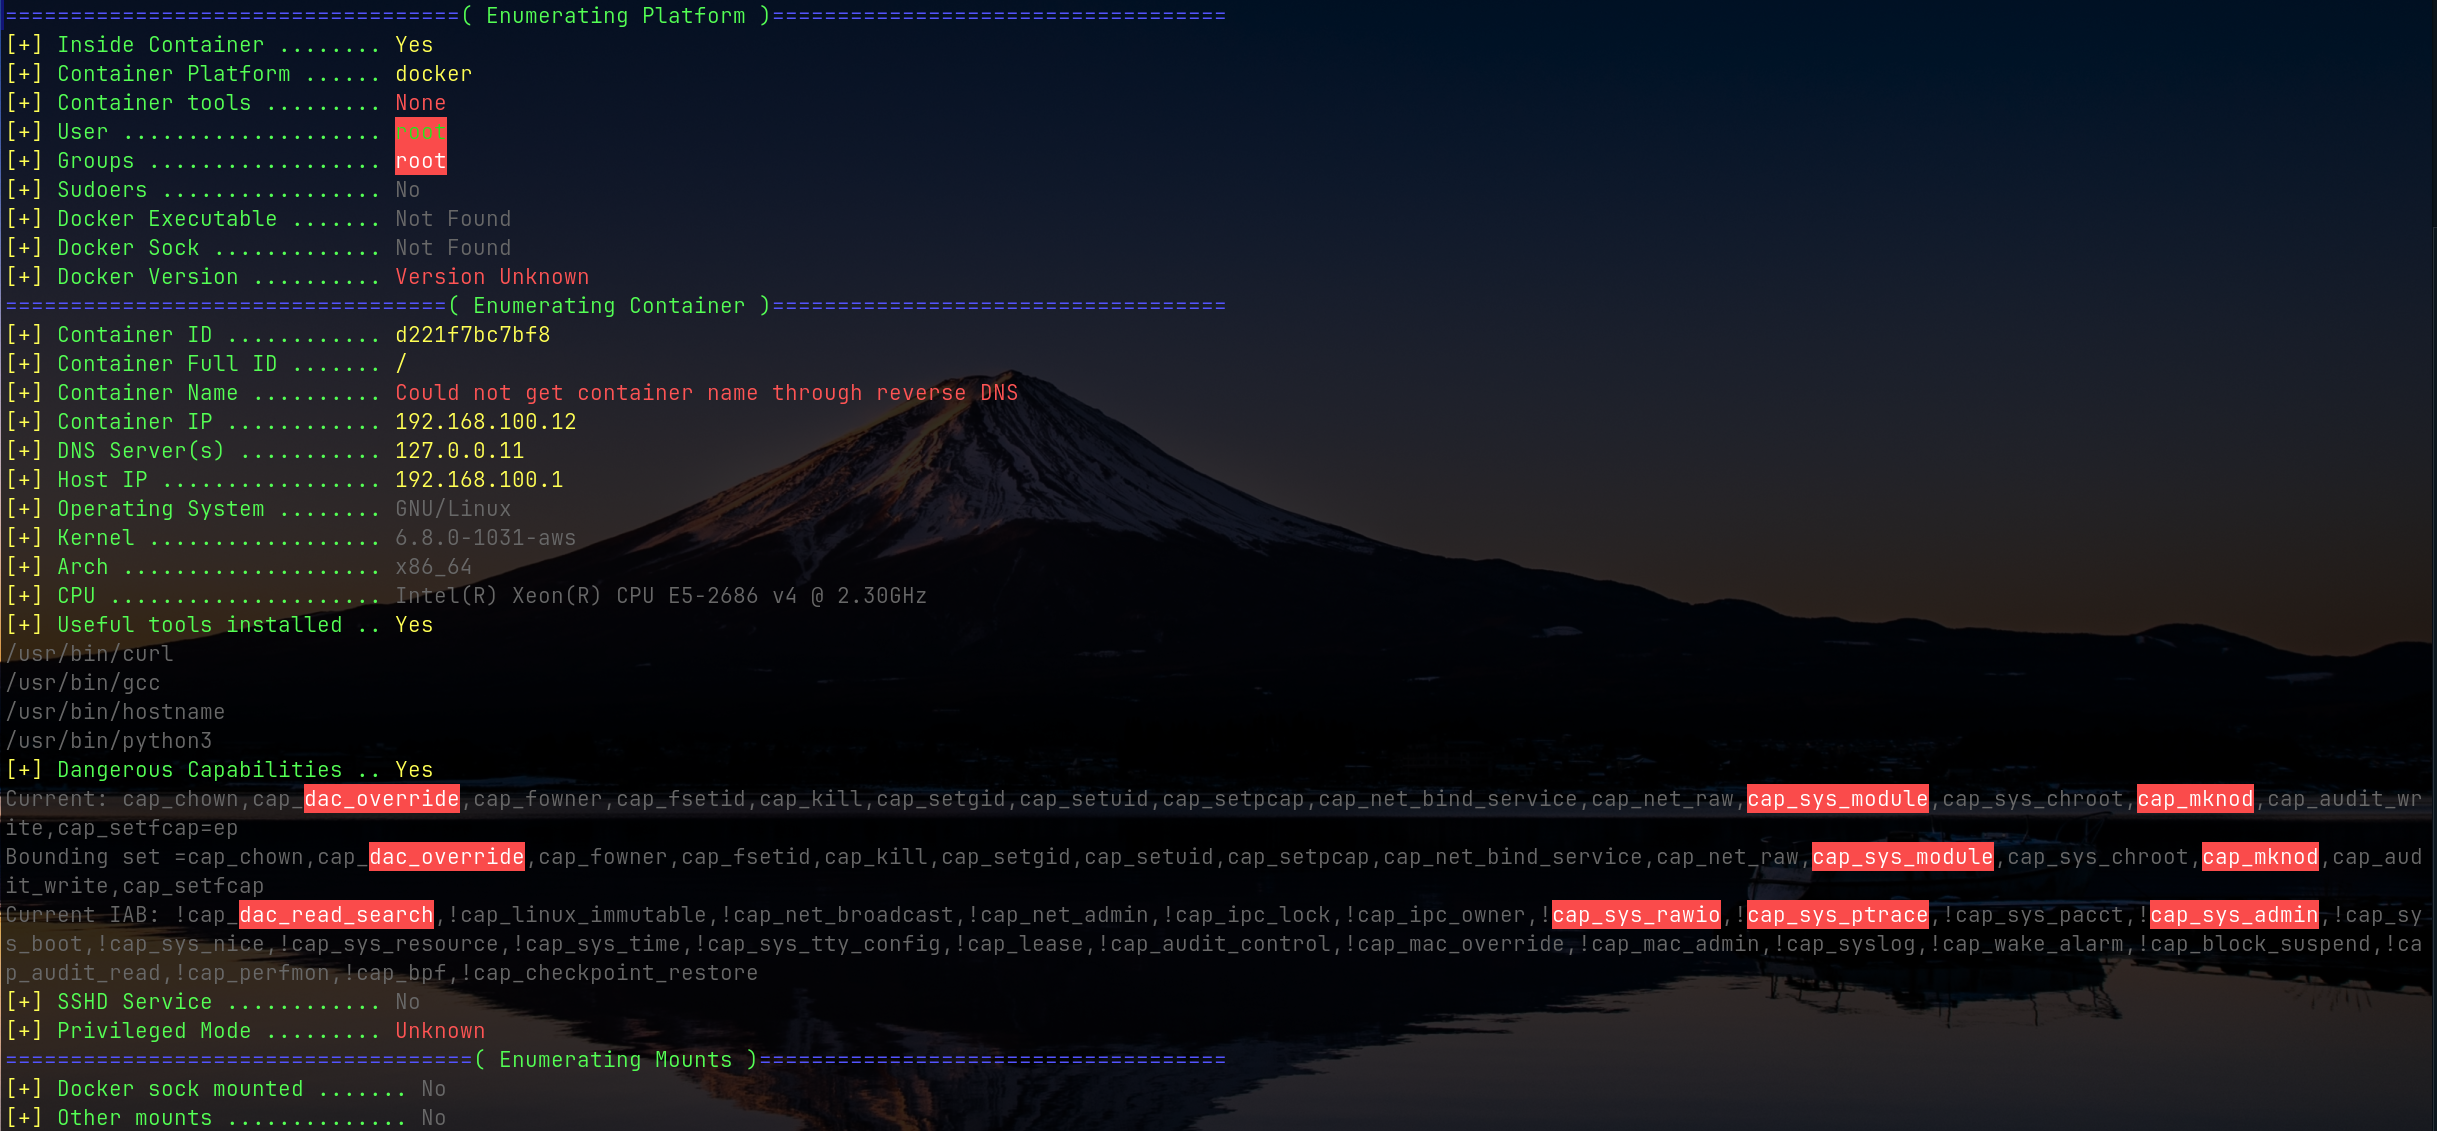 ===================================( Enumerating Platform )===================================
[+] Inside Container ........ Yes
[+] Container Platform ...... docker
[+] Container tools ......... None
[+] User .................... root
[+] Groups .................. root
[+] Sudoers ................. No
[+] Docker Executable ....... Not Found
[+] Docker Sock ............. Not Found
[+] Docker Version .......... Version Unknown
==================================( Enumerating Container )===================================
[+] Container ID ............ d221f7bc7bf8
[+] Container Full ID ....... /
[+] Container Name .......... Could not get container name through reverse DNS
[+] Container IP ............ 192.168.100.12
[+] DNS Server(s) ........... 127.0.0.11
[+] Host IP ................. 192.168.100.1
[+] Operating System ........ GNU/Linux
[+] Kernel .................. 6.8.0-1031-aws
[+] Arch .................... x86_64
[+] CPU ..................... Intel(R) Xeon(R) CPU E5-2686 v4 @ 2.30GHz
[+] Useful tools installed .. Yes
/usr/bin/curl
/usr/bin/gcc
/usr/bin/hostname
/usr/bin/python3
[+] Dangerous Capabilities .. Yes
Current: cap_chown,cap_dac_override,cap_fowner,cap_fsetid,cap_kill,cap_setgid,cap_setuid,cap_setpcap,cap_net_bind_service,cap_net_raw,cap_sys_module,cap_sys_chroot,cap_mknod,cap_audit_wr
ite,cap_setfcap=ep
Bounding set =cap_chown,cap_dac_override,cap_fowner,cap_fsetid,cap_kill,cap_setgid,cap_setuid,cap_setpcap,cap_net_bind_service,cap_net_raw,cap_sys_module,cap_sys_chroot,cap_mknod,cap_aud
it_write,cap_setfcap
Current IAB: !cap_dac_read_search,!cap_linux_immutable,!cap_net_broadcast,!cap_net_admin,!cap_ipc_lock,!cap_ipc_owner,!cap_sys_rawio,!cap_sys_ptrace,!cap_sys_pacct,!cap_sys_admin,!cap_sy
s_boot,!cap_sys_nice,!cap_sys_resource,!cap_sys_time,!cap_sys_tty_config,!cap_lease,!cap_audit_control,!cap_mac_override,!cap_mac_admin,!cap_syslog,!cap_wake_alarm,!cap_block_suspend,!ca
p_audit_read,!cap_perfmon,!cap_bpf,!cap_checkpoint_restore
[+] SSHD Service ............ No
[+] Privileged Mode ......... Unknown
====================================( Enumerating Mounts )====================================
[+] Docker sock mounted ....... No
[+] Other mounts .............. No